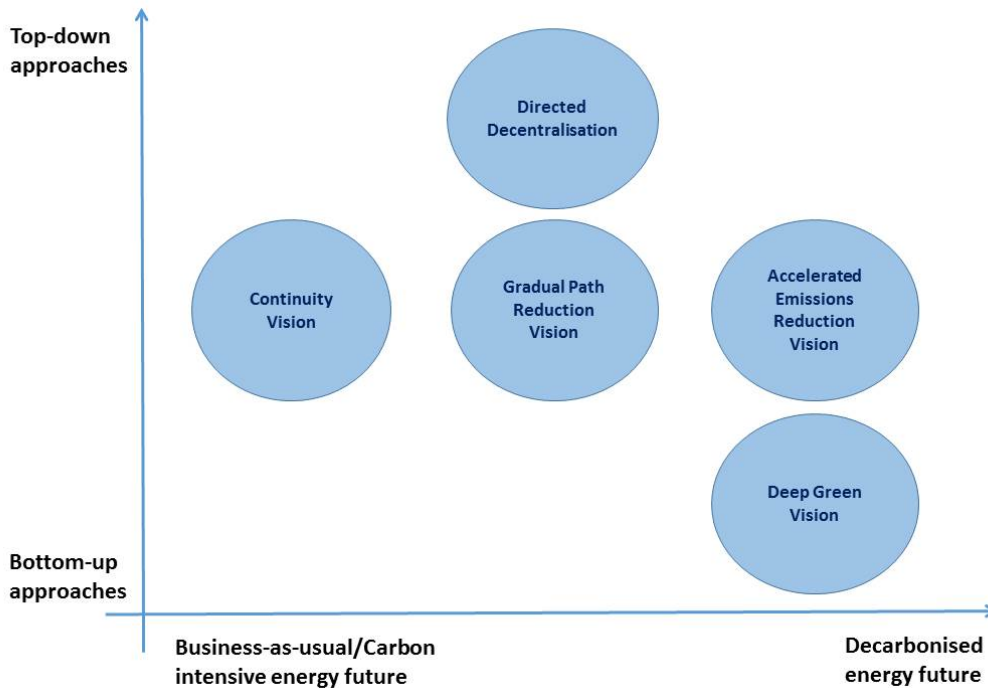 Top-down
approaches
Directed
Decentralisation
Continuity
Vision
Gradual Path
Reduction
Vision
Accelerated
Emissions
Reduction
Vision
Deep Green
Vision
Bottom-up
approaches
Business-as-usual/Carbon
intensive energy future
Decarbonised
energy future